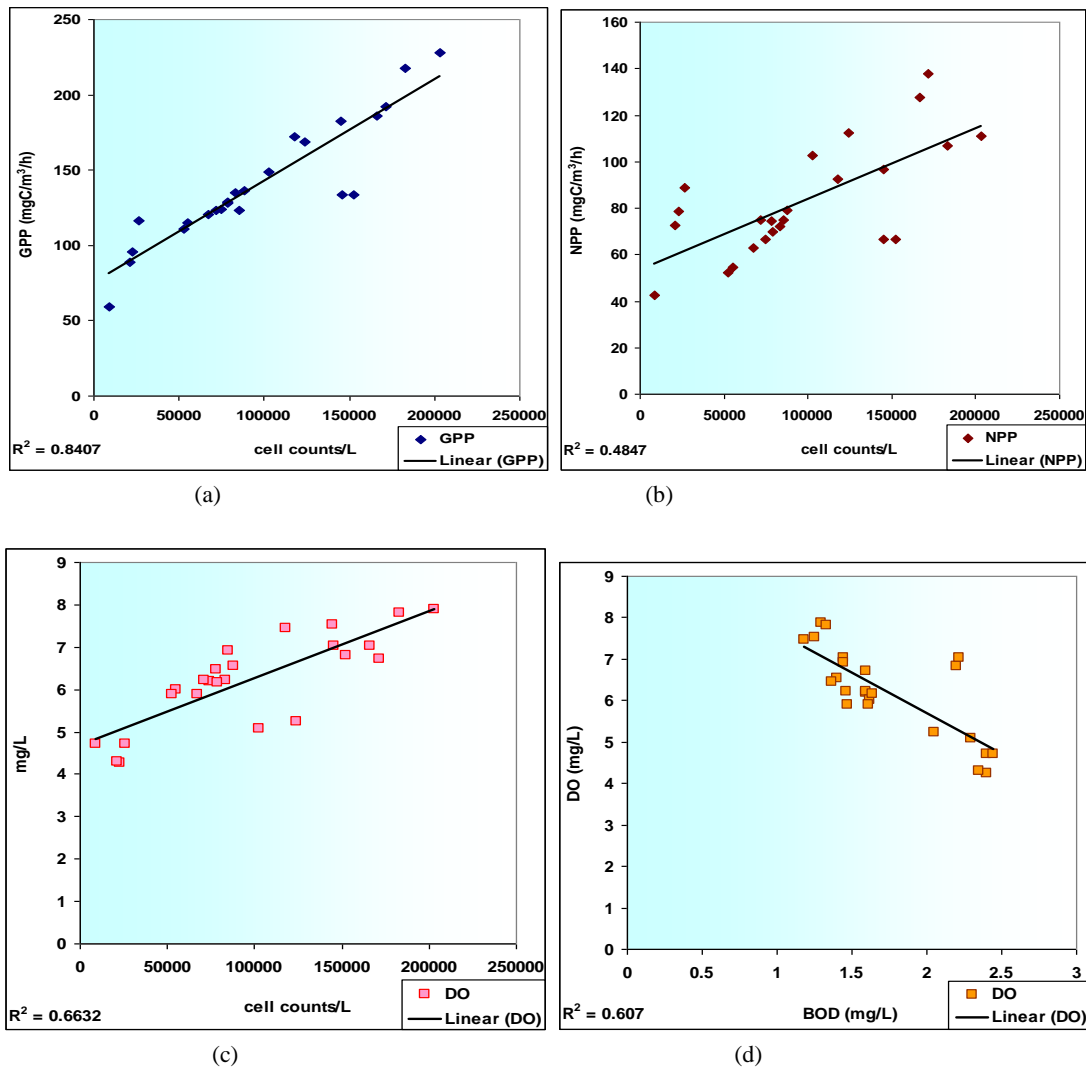 250
200
150
100
50
0
GPP (mgC/m³/h)
0 50000 100000 150000 200000 250000
cell counts/L
R² = 0.8407
GPP
Linear (GPP)
(a)
160
140
120
100
80
60
40
20
0
NPP (mgC/m³/h)
0 50000 100000 150000 200000 250000
cell counts/L
R² = 0.4847
NPP
Linear (NPP)
(b)
9
8
7
6
5
4
3
2
1
0
mg/L
0 50000 100000 150000 200000 250000
cell counts/L
R² = 0.6632
DO
Linear (DO)
(c)
9
8
7
6
5
4
3
2
1
0
DO (mg/L)
0 0.5 1 1.5 2 2.5 3
BOD (mg/L)
R² = 0.607
DO
Linear (DO)
(d)